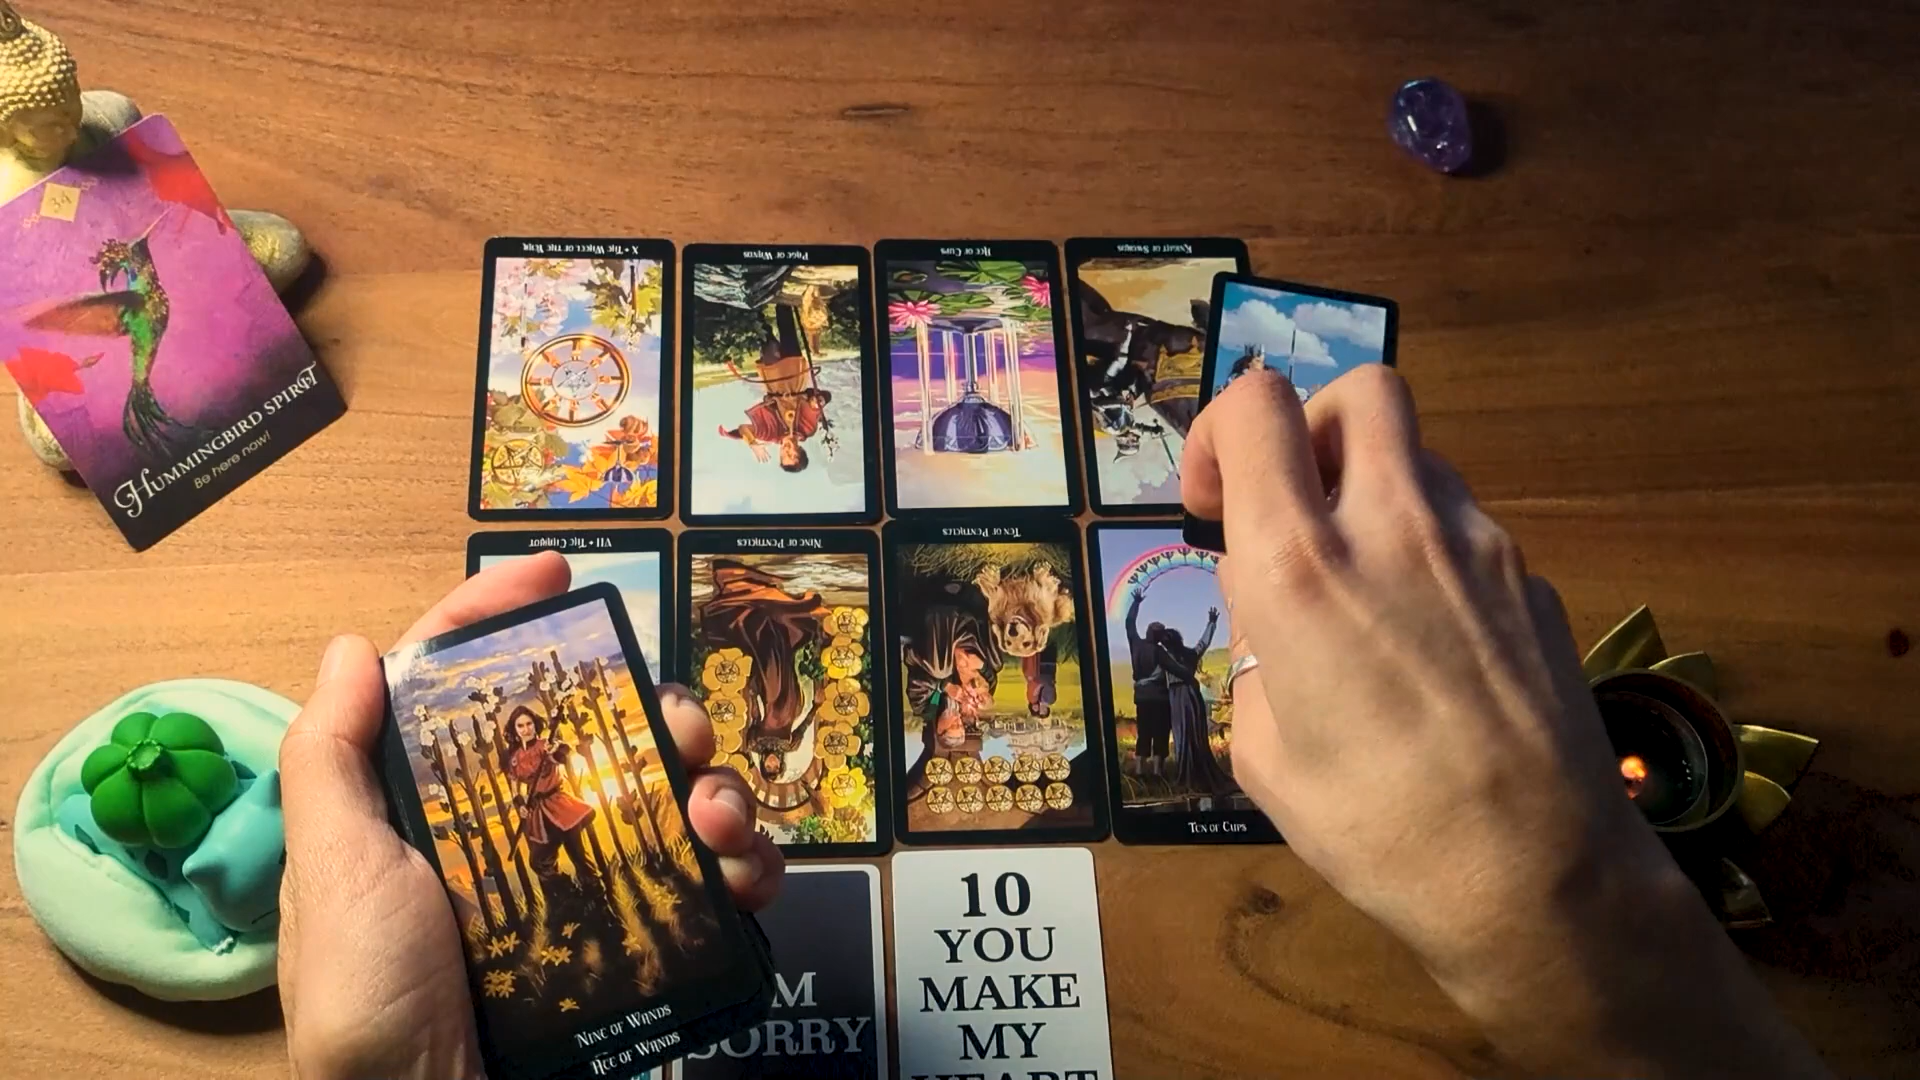 34
HUMMINGBIRD SPIRIT
Be here now!
X • THE WHEEL OF THE YEAR
PAGE OF WANDS
ACE OF CUPS
KNIGHT OF SWORDS
VII • THE CHARIOT
NINE OF PENTACLES
TEN OF PENTACLES
TEN OF CUPS
NINE OF WANDS
ACE OF WANDS
SORRY
10
YOU
MAKE
MY
HEART